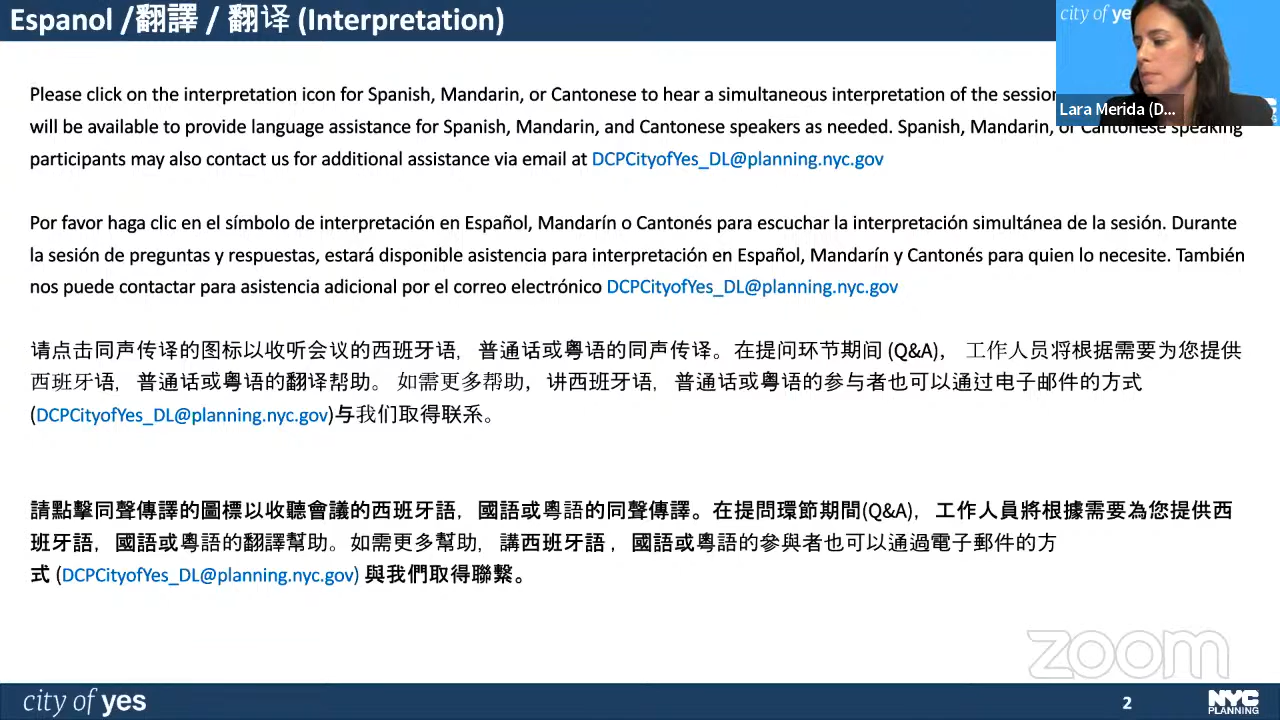 Espanol /翻譯 / 翻译 (Interpretation)
city of ye
Lara Merida (D...
Please click on the interpretation icon for Spanish, Mandarin, or Cantonese to hear a simultaneous interpretation of the session
will be available to provide language assistance for Spanish, Mandarin, and Cantonese speakers as needed. Spanish, Mandarin, or Cantonese speaking
participants may also contact us for additional assistance via email at DCPCityofYes_DL@planning.nyc.gov
Por favor haga clic en el símbolo de interpretación en Español, Mandarín o Cantonés para escuchar la interpretación simultánea de la sesión. Durante
la sesión de preguntas y respuestas, estará disponible asistencia para interpretación en Español, Mandarín y Cantonés para quien lo necesite. También
nos puede contactar para asistencia adicional por el correo electrónico DCPCityofYes_DL@planning.nyc.gov
请点击同声传译的图标以收听会议的西班牙语，普通话或粤语的同声传译。在提问环节期间 (Q&A)， 工作人员将根据需要为您提供
西班牙语，普通话或粤语的翻译帮助。 如需更多帮助，讲西班牙语，普通话或粤语的参与者也可以通过电子邮件的方式
(DCPCityofYes_DL@planning.nyc.gov)与我们取得联系。
請點擊同聲傳譯的圖標以收聽會議的西班牙語，國語或粵語的同聲傳譯。在提問環節期間(Q&A)，工作人員將根據需要為您提供西
班牙語，國語或粵語的翻譯幫助。如需更多幫助，講西班牙語 ，國語或粵語的參與者也可以通過電子郵件的方
式 (DCPCityofYes_DL@planning.nyc.gov) 與我們取得聯繫。
zoom
city of yes
2
NYC
PLANNING